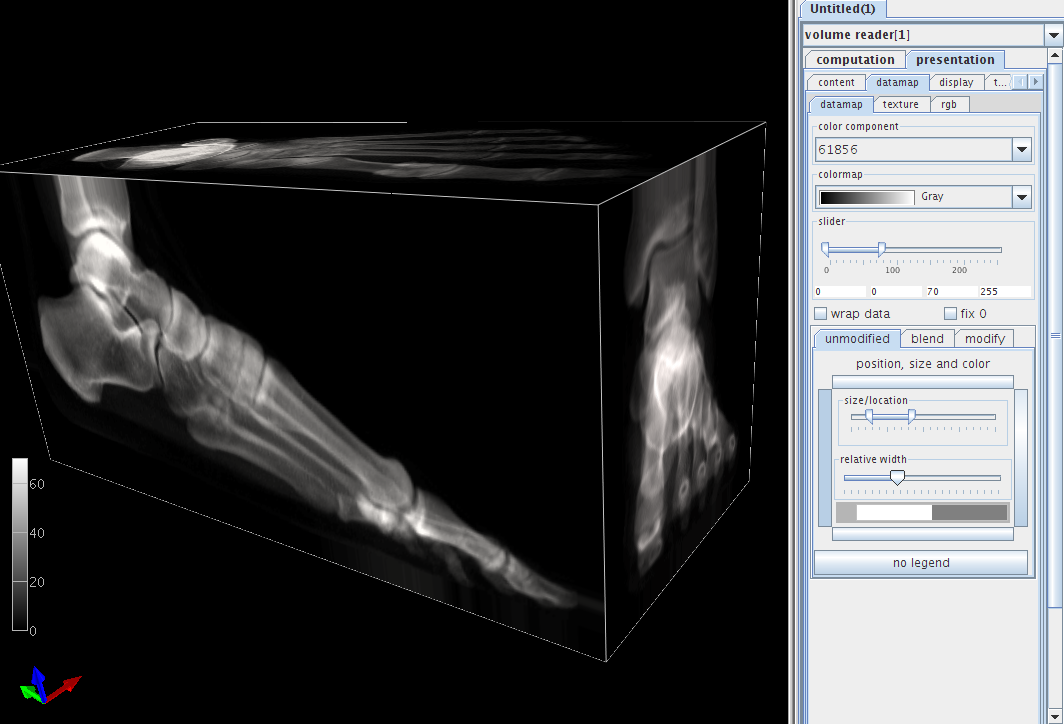 Untitled(1)
volume reader[1]
computation presentation
content datamap display t...
datamap texture rgb
color component
61856
colormap
Gray
slider
0 100 200
0 0 70 255
wrap data fix 0
unmodified blend modify
position, size and color
size/location
relative width
no legend
60
40
20
0